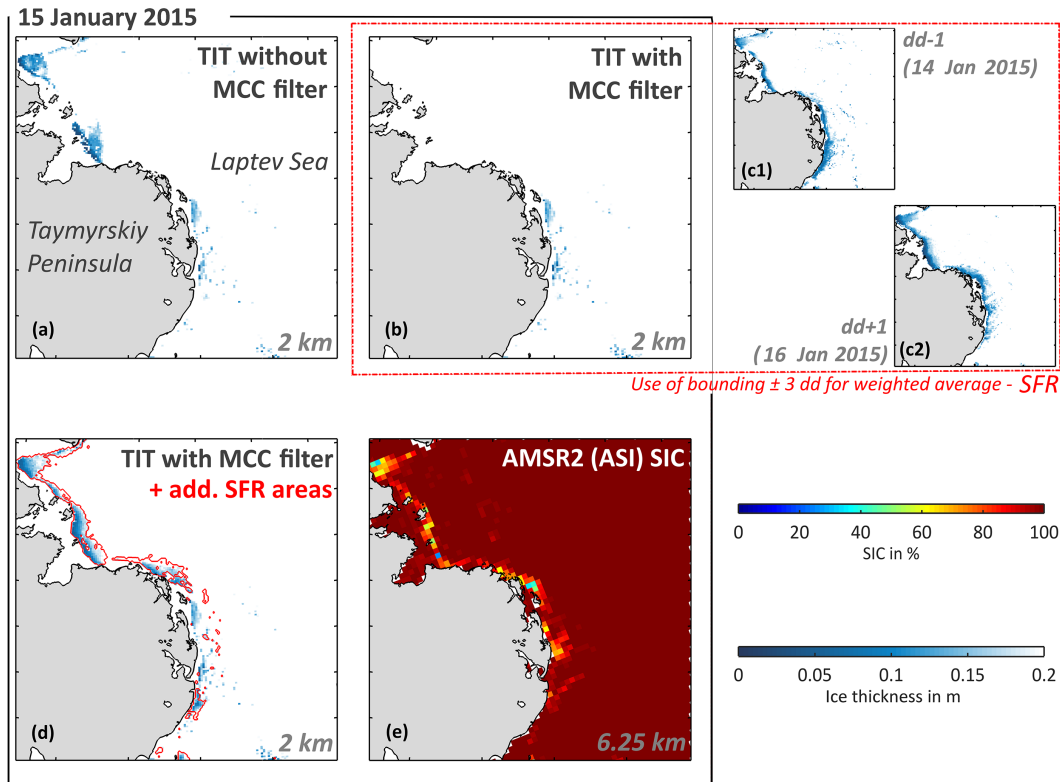 15 January 2015
TIT without
MCC filter
Laptev Sea
Taymyrskiy
Peninsula
(a)
2 km
TIT with
MCC filter
(b)
2 km
dd-1
(14 Jan 2015)
(c1)
dd+1
(16 Jan 2015)
(c2)
Use of bounding ± 3 dd for weighted average - SFR
TIT with MCC filter
+ add. SFR areas
(d)
2 km
AMSR2 (ASI) SIC
(e)
6.25 km
0 20 40 60 80 100
SIC in %
0 0.05 0.1 0.15 0.2
Ice thickness in m